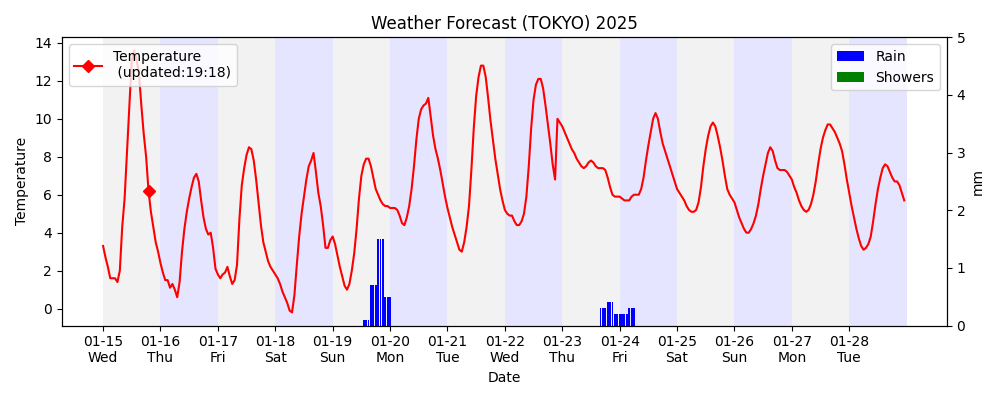 Weather Forecast (TOKYO) 2025
Temperature
(updated:19:18)
Rain
Showers
Temperature
14
12
10
8
6
4
2
0
5
4
3
2
1
0
mm
01-15 01-16 01-17 01-18 01-19 01-20 01-21 01-22 01-23 01-24 01-25 01-26 01-27 01-28
Wed Thu Fri Sat Sun Mon Tue Wed Thu Fri Sat Sun Mon Tue
Date